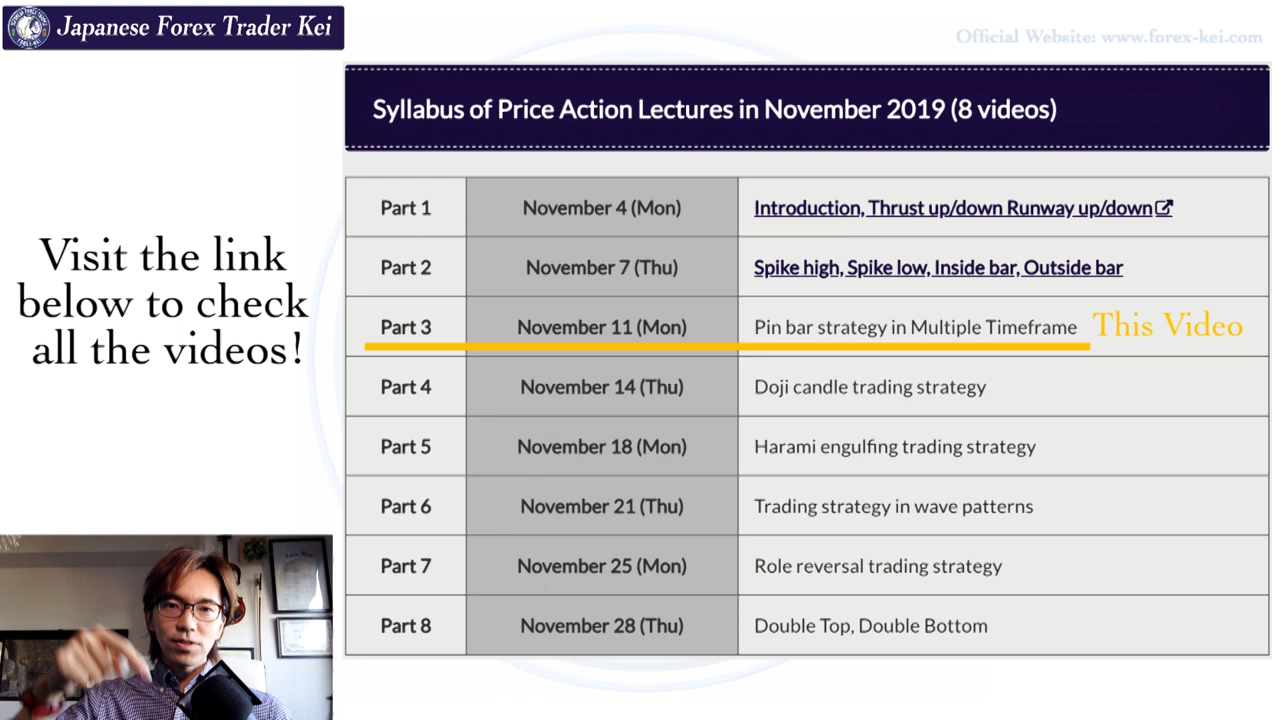 Japanese Forex Trader Kei
Official Website: www.forex-kei.com
Syllabus of Price Action Lectures in November 2019 (8 videos)
Part 1 November 4 (Mon) Introduction, Thrust up/down Runway up/down
Part 2 November 7 (Thu) Spike high, Spike low, Inside bar, Outside bar
Part 3 November 11 (Mon) Pin bar strategy in Multiple Timeframe This Video
Part 4 November 14 (Thu) Doji candle trading strategy
Part 5 November 18 (Mon) Harami engulfing trading strategy
Part 6 November 21 (Thu) Trading strategy in wave patterns
Part 7 November 25 (Mon) Role reversal trading strategy
Part 8 November 28 (Thu) Double Top, Double Bottom
Visit the link
below to check
all the videos!